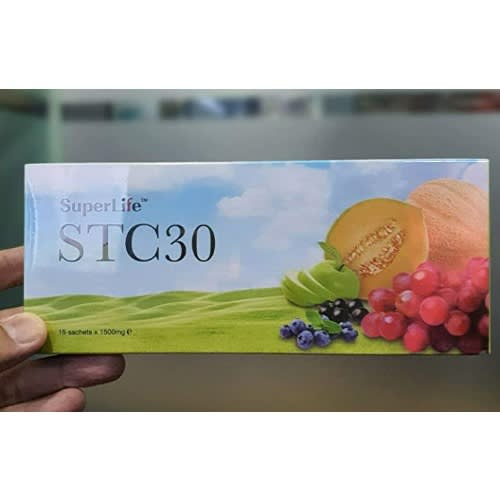 SuperLife™
STC30
15 sachets x 1500mg ℮